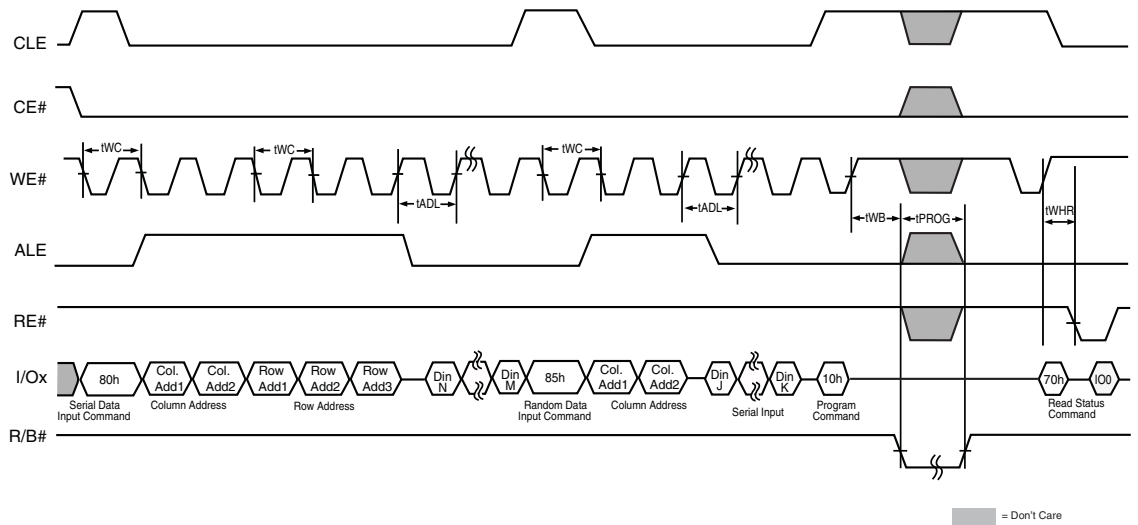 CLE
CE#
tWC
tWC
tWC
WE#
tADL
tADL
tWB
tPROG
tWHR
ALE
RE#
I/Ox
80h
Col. Add1
Col. Add2
Row Add1
Row Add2
Row Add3
Din N
Din M
85h
Col. Add1
Col. Add2
Din J
Din K
10h
70h
I00
Serial Data
Input Command
Column Address
Row Address
Random Data
Input Command
Column Address
Serial Input
Program
Command
Read Status
Command
R/B#
= Don't Care